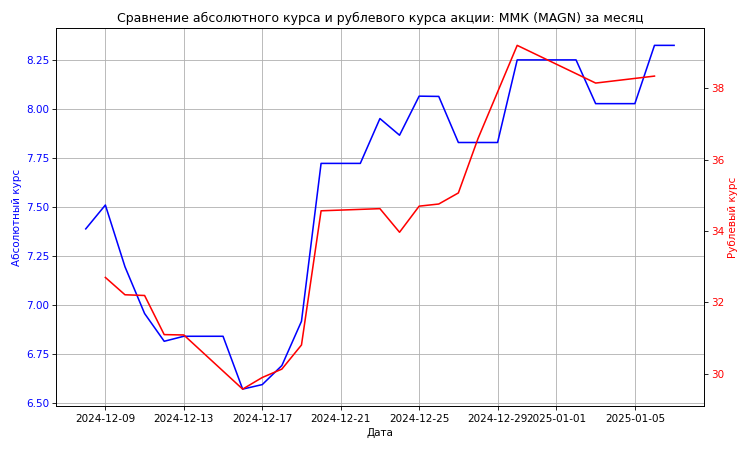 Сравнение абсолютного курса и рублевого курса акции: ММК (MAGN) за месяц
8.25
8.00
7.75
7.50
7.25
7.00
6.75
6.50
Абсолютный курс
38
36
34
32
30
Рублевый курс
2024-12-09 2024-12-13 2024-12-17 2024-12-21 2024-12-25 2024-12-29 2025-01-01 2025-01-05
Дата